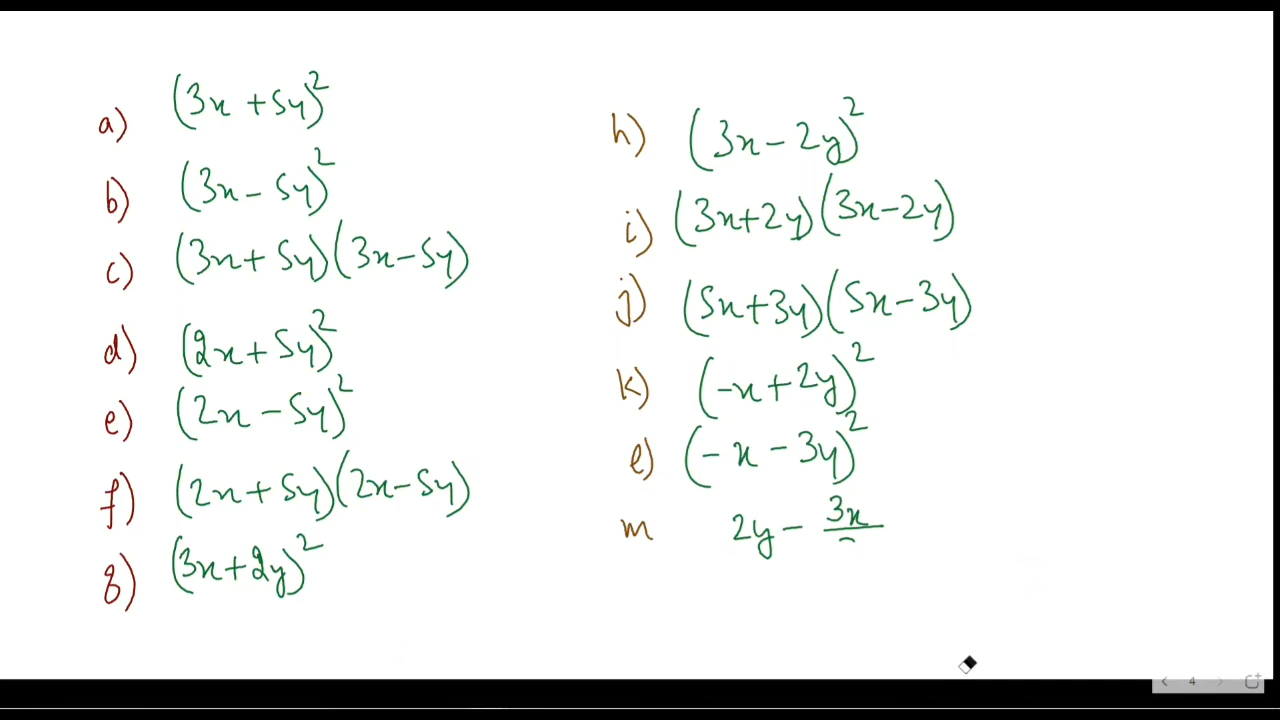 a) (3x + 5y)²
b) (3x - 5y)²
c) (3x + 5y)(3x - 5y)
d) (2x + 5y)²
e) (2x - 5y)²
f) (2x + 5y)(2x - 5y)
g) (3x + 2y)²
h) (3x - 2y)²
i) (3x + 2y)(3x - 2y)
j) (5x + 3y)(5x - 3y)
k) (-x + 2y)²
l) (-x - 3y)²
m 2y - 3x/
4